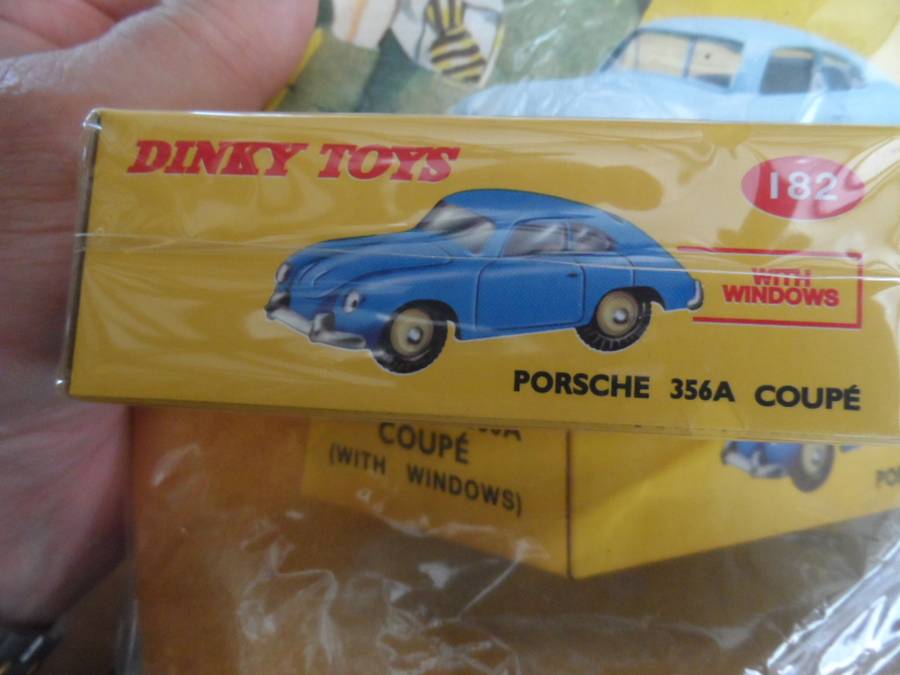 DINKY TOYS
182
WITH
WINDOWS
PORSCHE 356A COUPÉ
COUPÉ
(WITH WINDOWS)